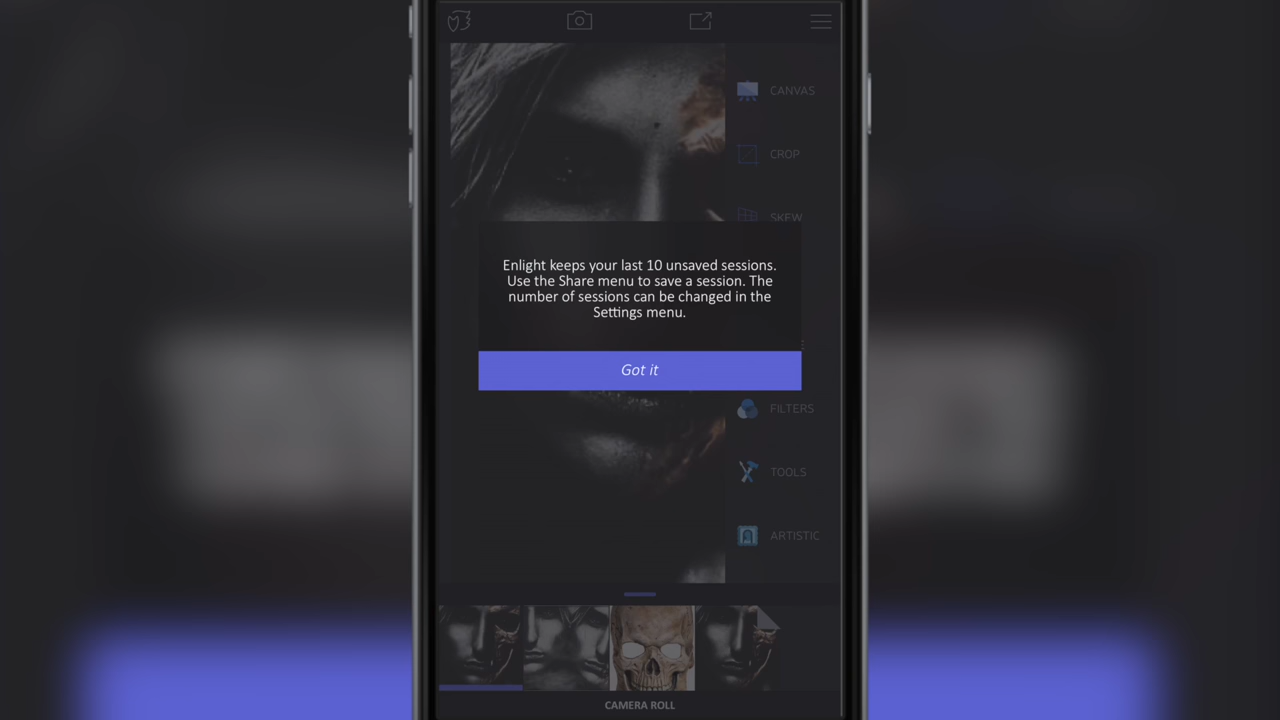 CANVAS
CROP
SKEW
Enlight keeps your last 10 unsaved sessions.
Use the Share menu to save a session. The
number of sessions can be changed in the
Settings menu.
Got it
FILTERS
TOOLS
ARTISTIC
CAMERA ROLL